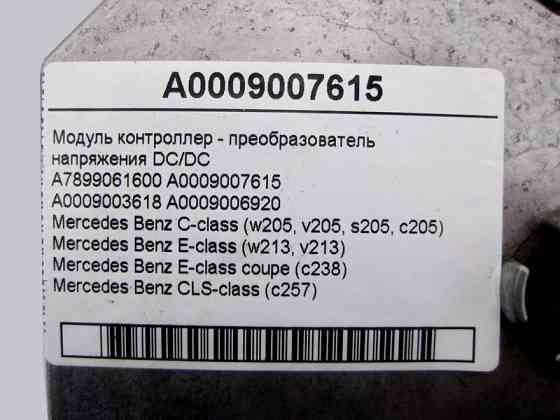 A0009007615
Модуль контроллер - преобразователь
напряжения DC/DC
A7899061600 A0009007615
A0009003618 A0009006920
Mercedes Benz C-class (w205, v205, s205, c205)
Mercedes Benz E-class (w213, v213)
Mercedes Benz E-class coupe (c238)
Mercedes Benz CLS-class (c257)